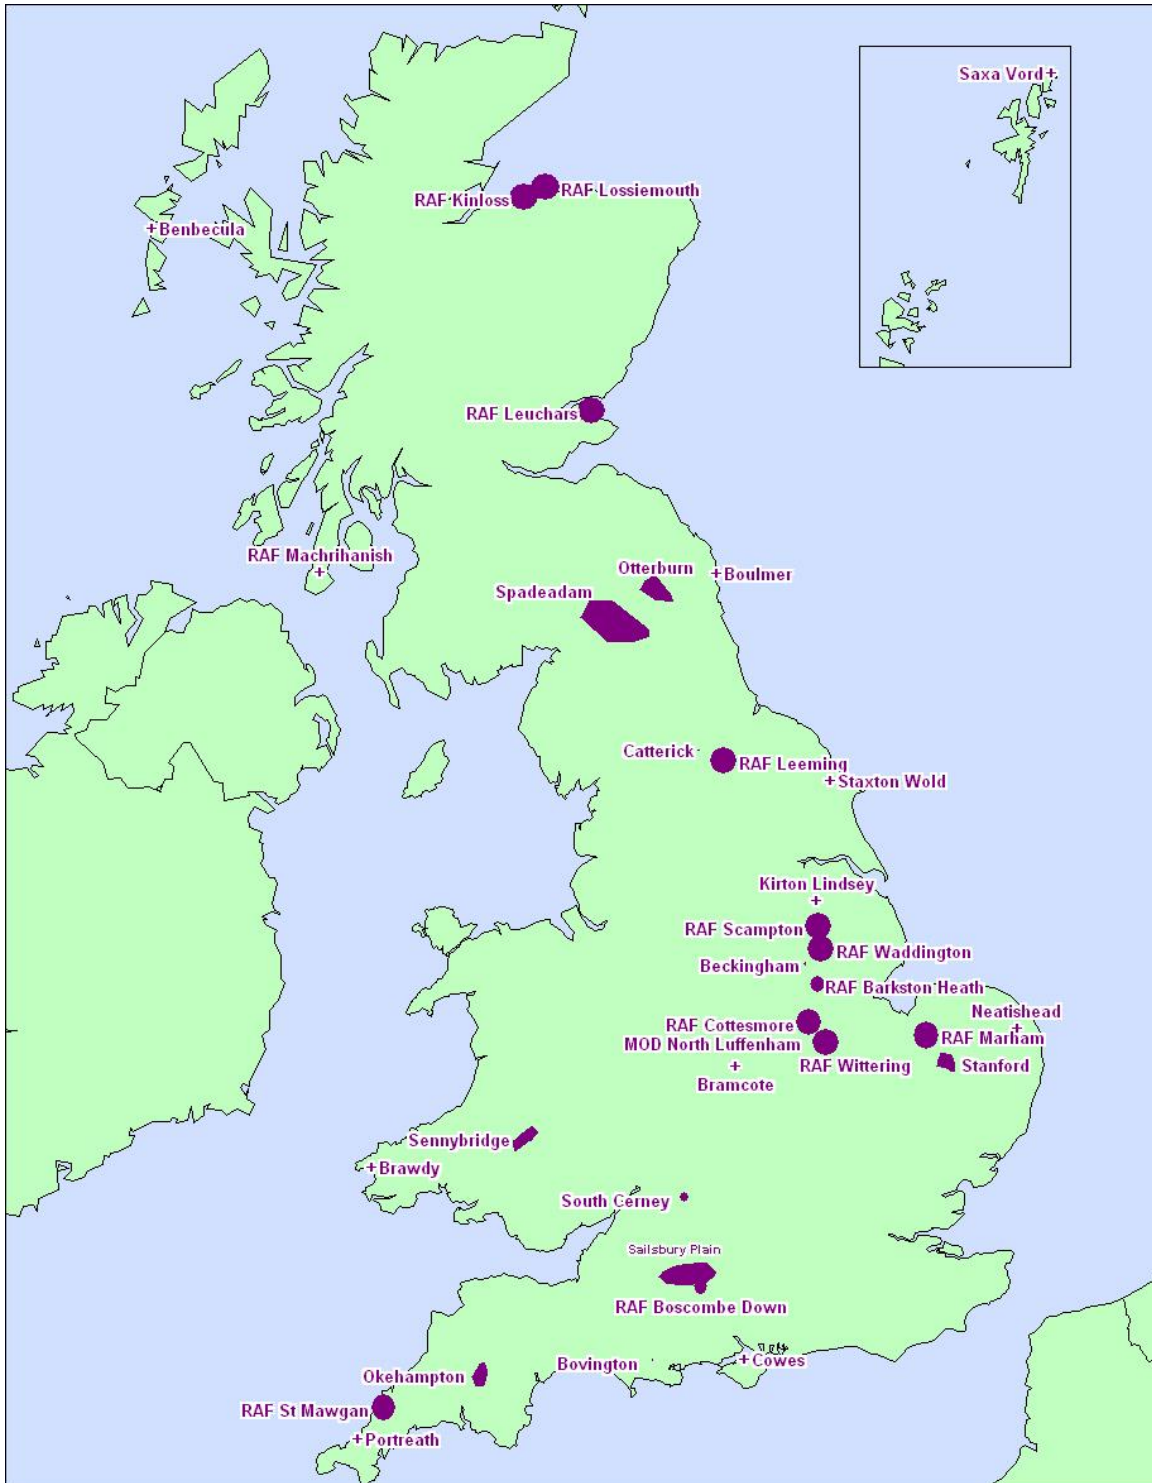 Saxa Vord
RAF Lossiemouth
RAF Kinloss
Benbecula
RAF Leuchars
RAF Machrihanish
Otterburn
Boulmer
Spadeadam
Catterick
RAF Leeming
Staxton Wold
Kirton Lindsey
RAF Scampton
RAF Waddington
Beckingham
RAF Barkston Heath
Neatishead
RAF Cottesmore
RAF Marham
MOD North Luffenham
RAF Wittering
Stanford
Bramcote
Sennybridge
Brawdy
South Cerney
Sailsbury Plain
RAF Boscombe Down
Cowes
Bovington
Okehampton
RAF St Mawgan
Portreath